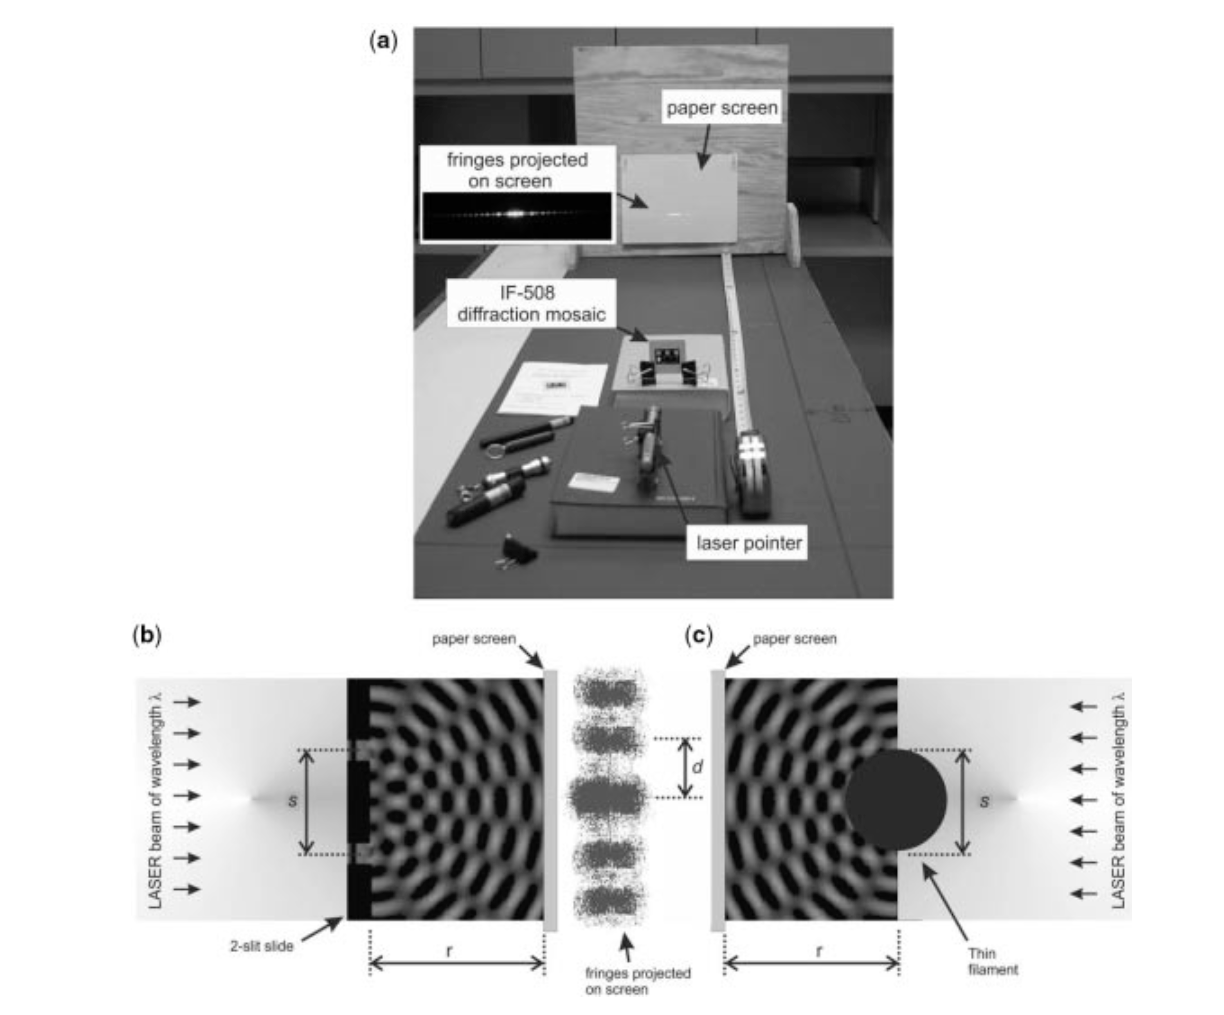 (a)
paper screen
fringes projected
on screen
IF-508
diffraction mosaic
laser pointer
(b)
paper screen
LASER beam of wavelength λ
s
2-slit slide
r
d
fringes projected
on screen
(c)
paper screen
LASER beam of wavelength λ
s
r
Thin
filament